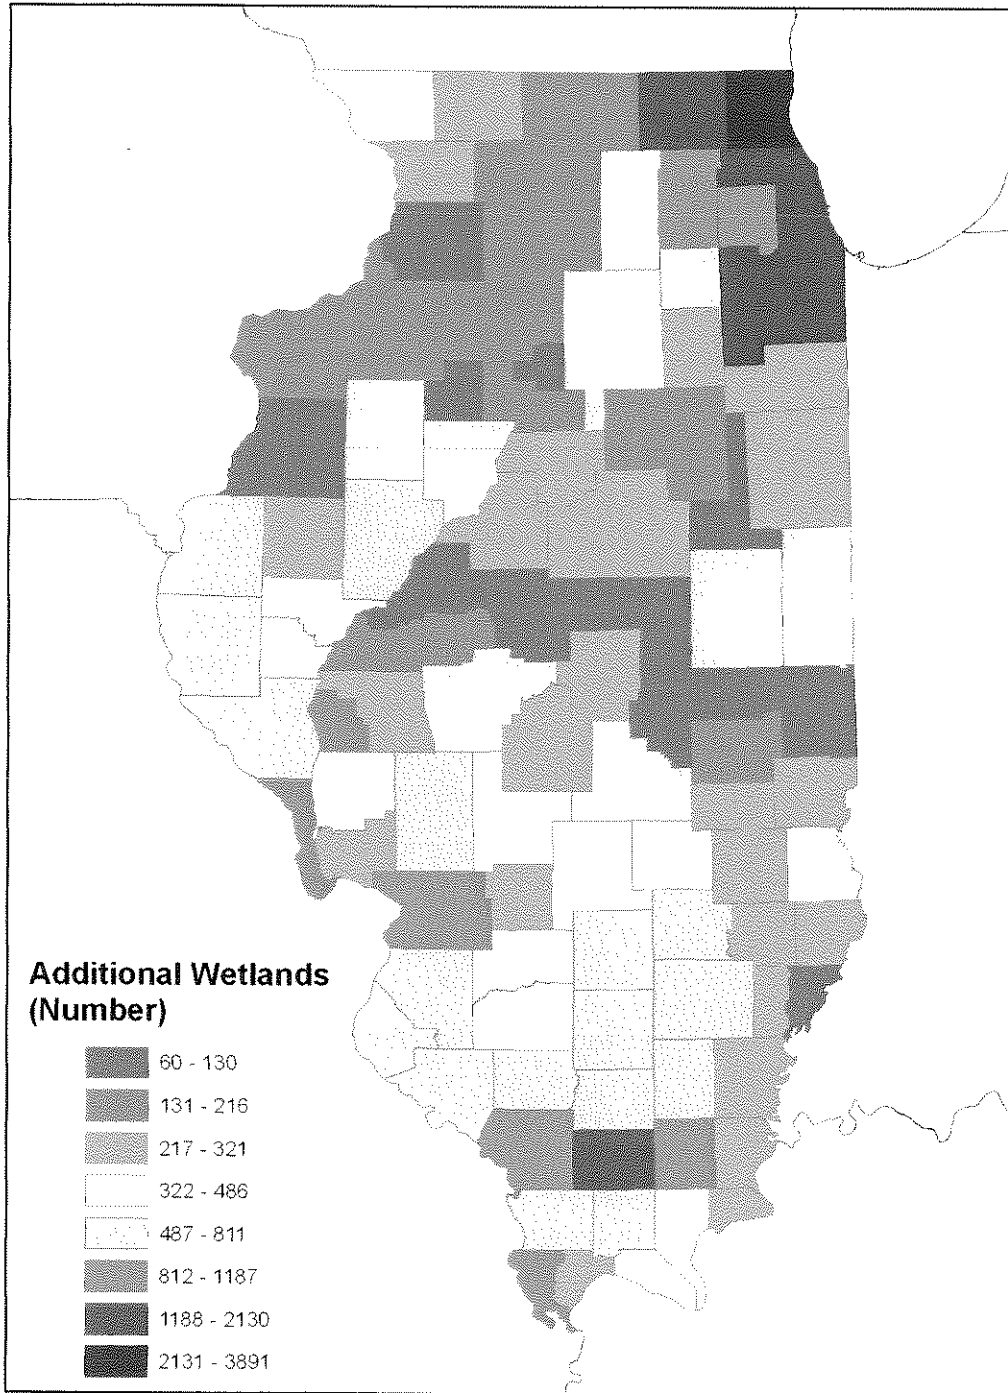 Additional Wetlands
(Number)
60 - 130
131 - 216
217 - 321
322 - 486
487 - 811
812 - 1187
1188 - 2130
2131 - 3891